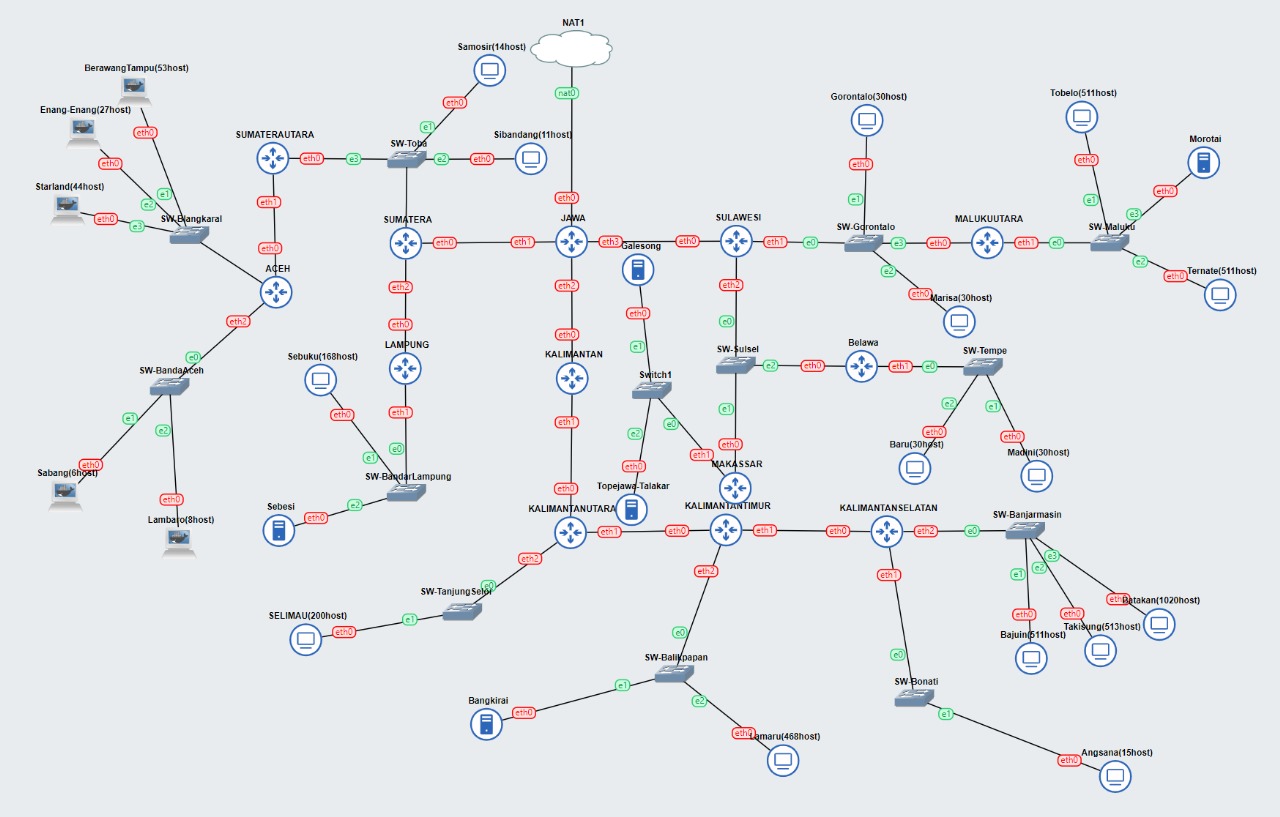 NAT1
Samosir(14host)
BerawangTampu(53host)
nat0
Tobelo(511host)
Gorontalo(30host)
eth0
Enang-Enang(27host)
eth0
e1
SUMATERAUTARA
Sibandang(11host)
Morotai
SW-Toba
eth0
e3
e2
eth0
eth0
eth0
eth0
Starland(44host)
e1
e2
eth0
e3
eth1
eth0
e1
e1
eth0
e3
SUMATERA
JAWA
SULAWESI
MALUKUUTARA
SW-Blangkaral
SW-Gorontalo
SW-Maluku
eth0
eth0
eth1
eth3
Galesong
eth0
eth1
e0
e3
eth0
eth1
e0
ACEH
e2
e2
eth0
Ternate(511host)
eth2
eth2
eth2
eth0
Marisa(30host)
eth0
eth2
eth0
eth0
e0
LAMPUNG
KALIMANTAN
e1
SW-Sulsel
Belawa
SW-Tempe
Sebuku(168host)
e0
SW-BandaAceh
Switch1
e2
eth0
eth1
e0
e1
e2
eth0
eth1
eth1
e0
e1
e2
e1
e2
eth0
eth0
e0
e1
eth1
eth0
Baru(30host)
Madini(30host)
Sabang(6host)
eth0
SW-BandarLampung
eth0
MAKASSAR
Topejawa-Talakar
eth0
Sebesi
eth0
e2
eth0
Lambaro(8host)
KALIMANTANUTARA
KALIMANTANTIMUR
KALIMANTANSELATAN
SW-Banjarmasin
eth1
eth0
eth1
eth0
eth2
e0
eth2
e3
e2
e1
eth2
eth1
SW-TanjungSelor
e0
SELIMAU(200host)
eth0
e1
eth0
eth0
eth0
Batakan(1020host)
Takisung(513host)
Bajuin(511host)
e0
SW-Balikpapan
e0
SW-Bonati
e1
e2
Bangkirai
eth0
e1
eth0
Lamaru(468host)
eth0
Angsana(15host)